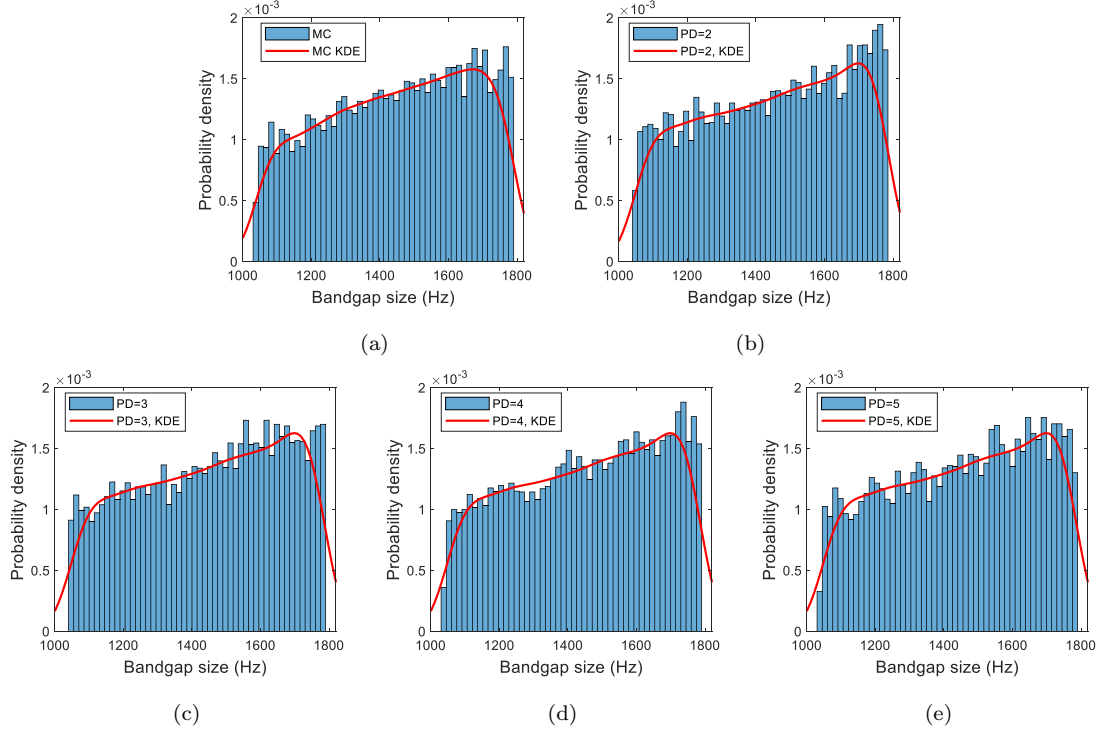 ×10⁻³
2
1.5
1
0.5
0
Probability density
MC
MC KDE
1000 1200 1400 1600 1800
Bandgap size (Hz)
(a)
×10⁻³
2
1.5
1
0.5
0
Probability density
PD=2
PD=2, KDE
1000 1200 1400 1600 1800
Bandgap size (Hz)
(b)
×10⁻³
2
1.5
1
0.5
0
Probability density
PD=3
PD=3, KDE
1000 1200 1400 1600 1800
Bandgap size (Hz)
(c)
×10⁻³
2
1.5
1
0.5
0
Probability density
PD=4
PD=4, KDE
1000 1200 1400 1600 1800
Bandgap size (Hz)
(d)
×10⁻³
2
1.5
1
0.5
0
Probability density
PD=5
PD=5, KDE
1000 1200 1400 1600 1800
Bandgap size (Hz)
(e)